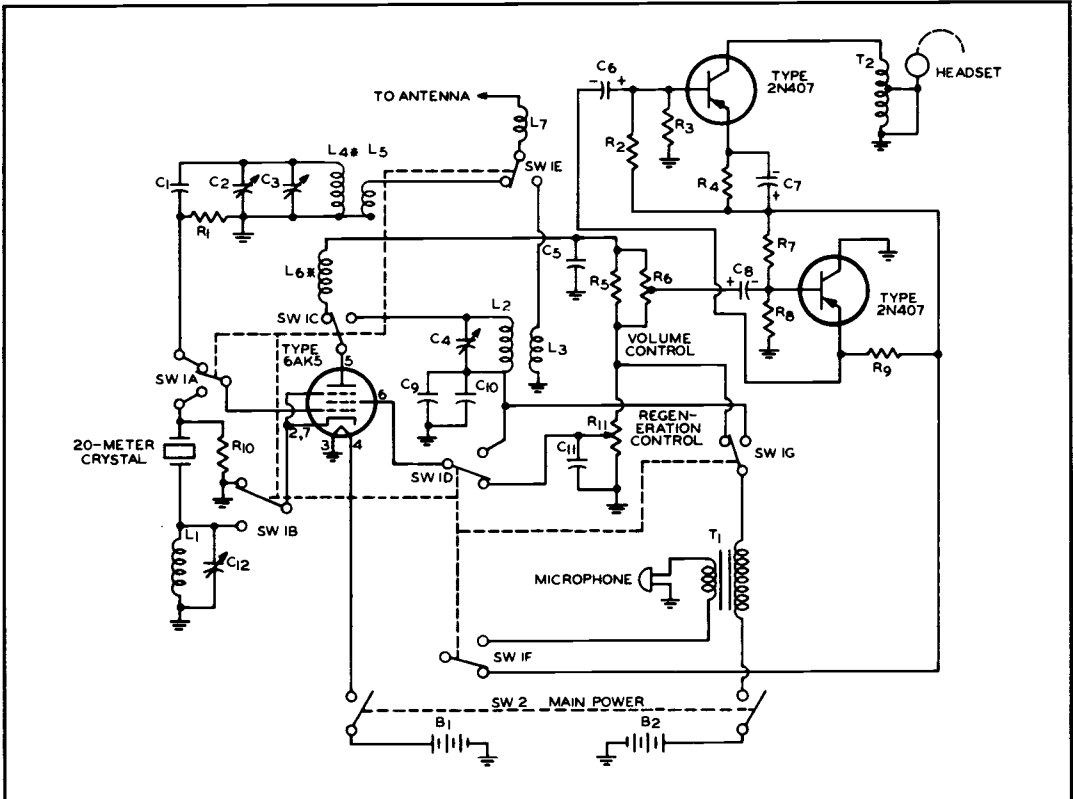 C6
- +
TYPE
2N407
T2
HEADSET
TO ANTENNA
L7
R2
R3
L4* L5
SW 1E
C1
C2
C3
R4
C7
-
+
R1
R7
C5
L6*
R5
R6
C8
+ -
TYPE
2N407
SW 1C
L2
R8
C4
L3
VOLUME
CONTROL
R9
TYPE
6AK5
5
SW 1A
C9
C10
6
2,7
3
4
R11
REGEN-
ERATION
CONTROL
20-METER
CRYSTAL
R10
C11
SW 1G
SW 1D
SW 1B
L1
C12
T1
MICROPHONE
SW 1F
SW 2 MAIN POWER
B1
B2